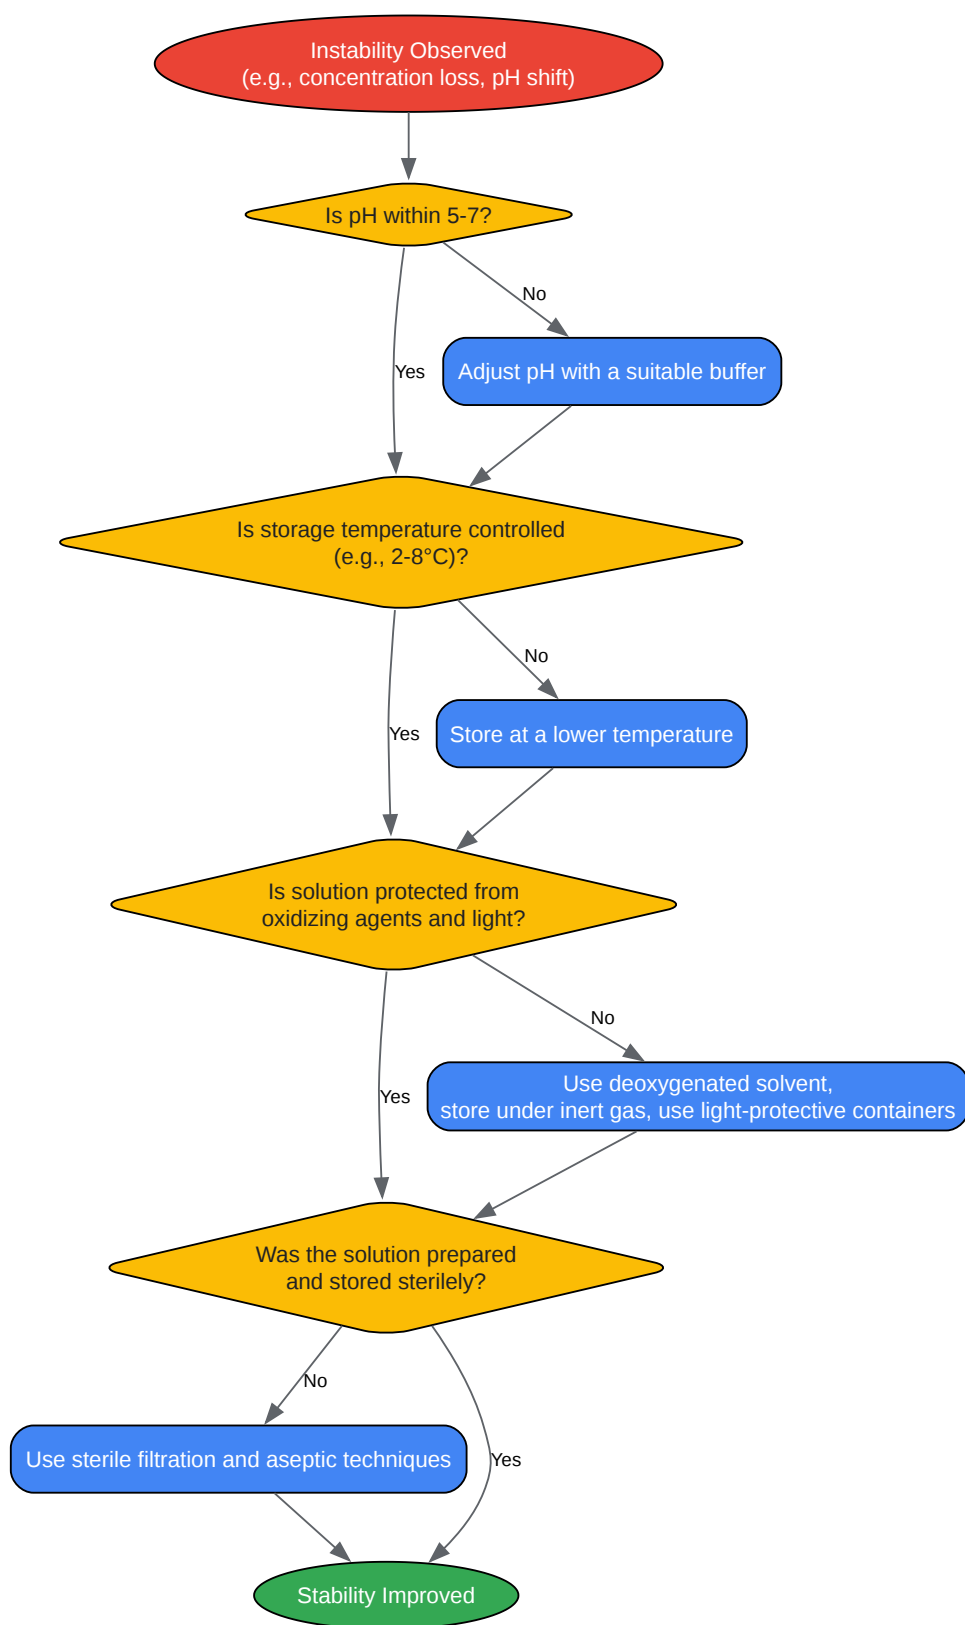 Instability Observed
(e.g., concentration loss, pH shift)
Is pH within 5-7?
No
Yes
Adjust pH with a suitable buffer
Is storage temperature controlled
(e.g., 2-8°C)?
No
Yes
Store at a lower temperature
Is solution protected from
oxidizing agents and light?
No
Yes
Use deoxygenated solvent,
store under inert gas, use light-protective containers
Was the solution prepared
and stored sterilely?
No
Use sterile filtration and aseptic techniques
Yes
Stability Improved